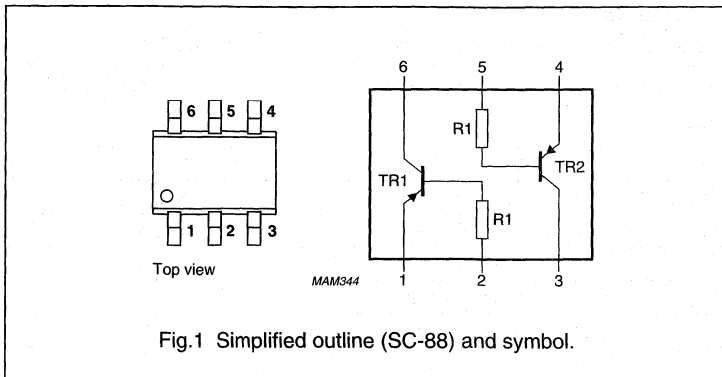 6 5 4
6 5 4
R1
TR1 TR2
R1
1 2 3
Top view
MAM344
1 2 3
Fig.1 Simplified outline (SC-88) and symbol.